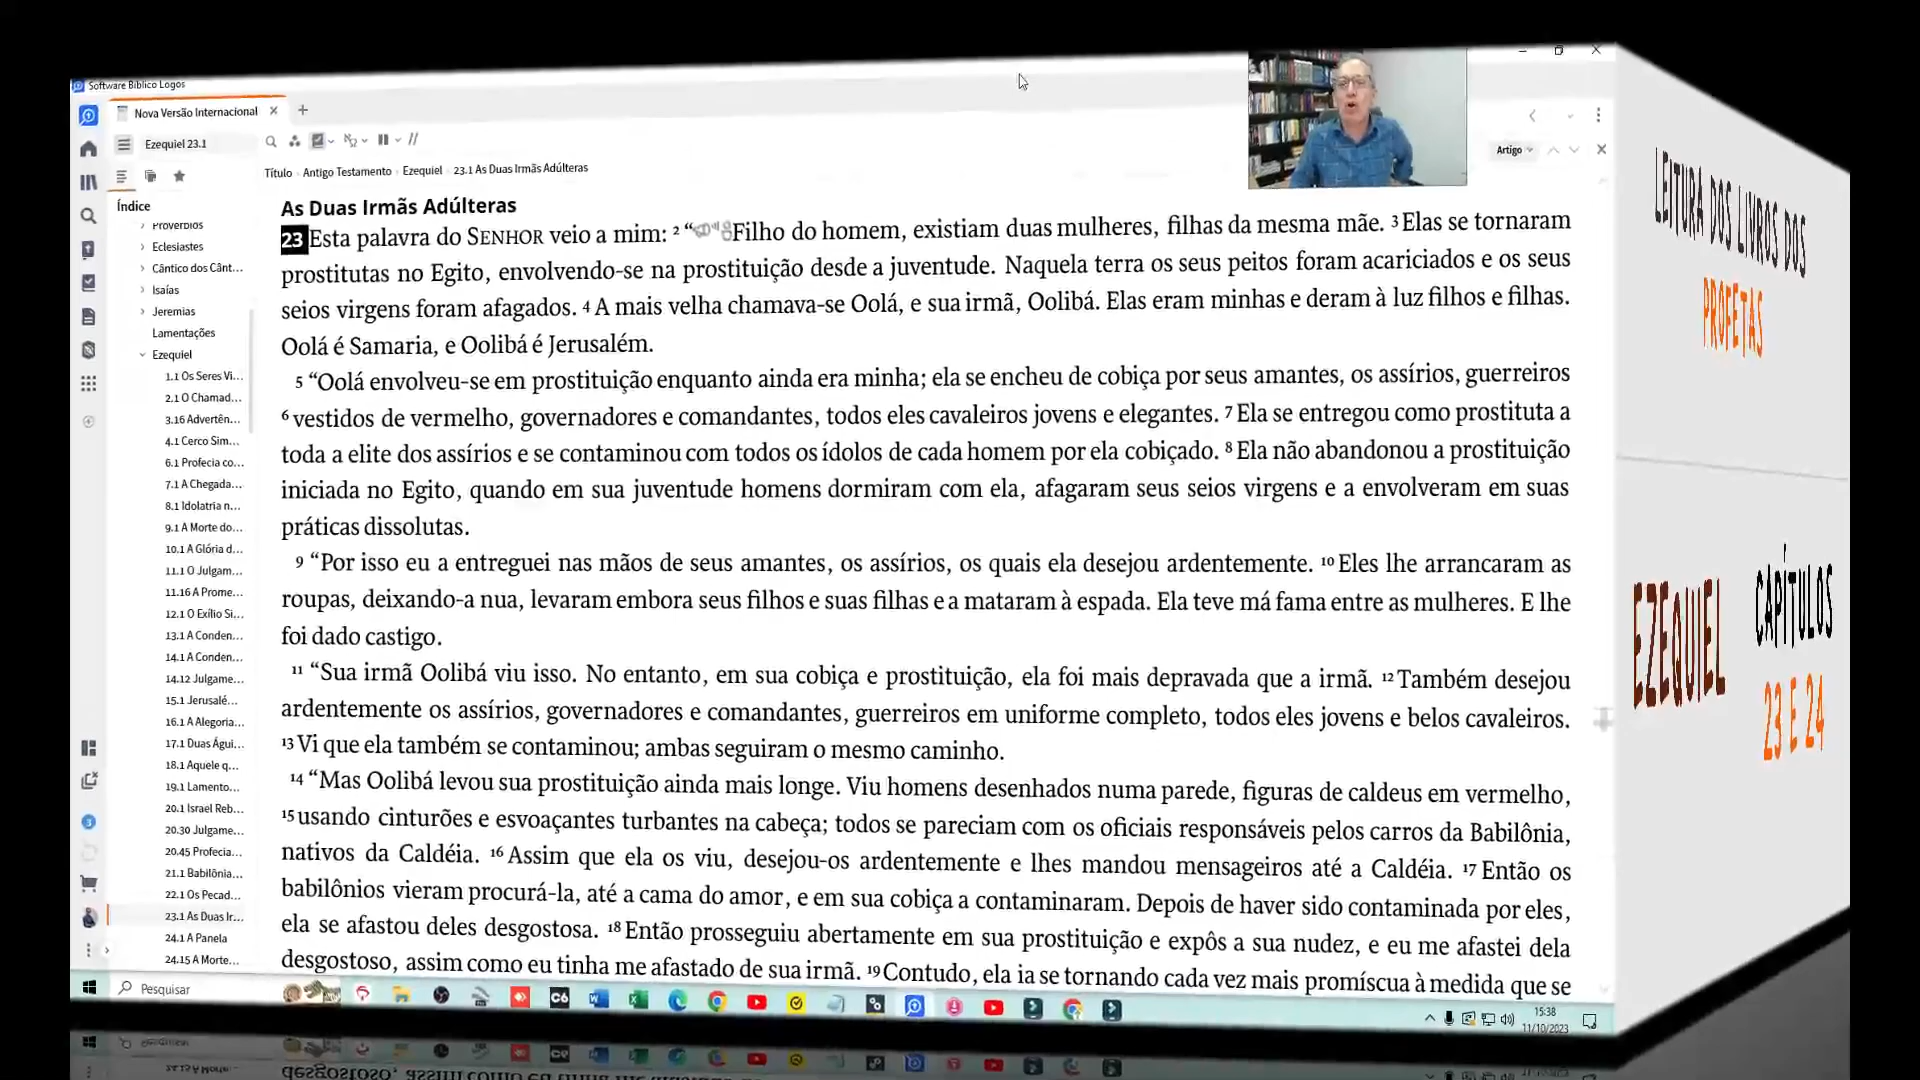 Software Bíblico Logos
Nova Versão Internacional
Ezequiel 23.1
Título Antigo Testamento Ezequiel 23.1 As Duas Irmãs Adúlteras
Artigo
Índice
Provérbios
Eclesiastes
Cântico dos Cânt...
Isaías
Jeremias
Lamentações
Ezequiel
1.1 Os Seres Vi...
2.1 O Chamad...
3.16 Advertên...
4.1 Cerco Sim...
6.1 Profecia co...
7.1 A Chegada...
8.1 Idolatria n...
9.1 A Morte do...
10.1 A Glória d...
11.1 O Julgam...
11.16 A Prome...
12.1 O Exílio Si...
13.1 A Conden...
14.1 A Conden...
14.12 Julgame...
15.1 Jerusalé...
16.1 A Alegoria...
17.1 Duas Águi...
18.1 Aquele q...
19.1 Lamento...
20.1 Israel Reb...
20.30 Julgame...
20.45 Profecia...
21.1 Babilônia...
22.1 Os Pecad...
23.1 As Duas Ir...
24.1 A Panela
24.15 A Morte...
As Duas Irmãs Adúlteras
23 Esta palavra do SENHOR veio a mim: 2 “Filho do homem, existiam duas mulheres, filhas da mesma mãe. 3 Elas se tornaram
prostitutas no Egito, envolvendo-se na prostituição desde a juventude. Naquela terra os seus peitos foram acariciados e os seus
seios virgens foram afagados. 4 A mais velha chamava-se Oolá, e sua irmã, Oolibá. Elas eram minhas e deram à luz filhos e filhas.
Oolá é Samaria, e Oolibá é Jerusalém.
5 “Oolá envolveu-se em prostituição enquanto ainda era minha; ela se encheu de cobiça por seus amantes, os assírios, guerreiros
6 vestidos de vermelho, governadores e comandantes, todos eles cavaleiros jovens e elegantes. 7 Ela se entregou como prostituta a
toda a elite dos assírios e se contaminou com todos os ídolos de cada homem por ela cobiçado. 8 Ela não abandonou a prostituição
iniciada no Egito, quando em sua juventude homens dormiram com ela, afagaram seus seios virgens e a envolveram em suas
práticas dissolutas.
9 “Por isso eu a entreguei nas mãos de seus amantes, os assírios, os quais ela desejou ardentemente. 10 Eles lhe arrancaram as
roupas, deixando-a nua, levaram embora seus filhos e suas filhas e a mataram à espada. Ela teve má fama entre as mulheres. E lhe
foi dado castigo.
11 “Sua irmã Oolibá viu isso. No entanto, em sua cobiça e prostituição, ela foi mais depravada que a irmã. 12 Também desejou
ardentemente os assírios, governadores e comandantes, guerreiros em uniforme completo, todos eles jovens e belos cavaleiros.
13 Vi que ela também se contaminou; ambas seguiram o mesmo caminho.
14 “Mas Oolibá levou sua prostituição ainda mais longe. Viu homens desenhados numa parede, figuras de caldeus em vermelho,
15 usando cinturões e esvoaçantes turbantes na cabeça; todos se pareciam com os oficiais responsáveis pelos carros da Babilônia,
nativos da Caldéia. 16 Assim que ela os viu, desejou-os ardentemente e lhes mandou mensageiros até a Caldéia. 17 Então os
babilônios vieram procurá-la, até a cama do amor, e em sua cobiça a contaminaram. Depois de haver sido contaminada por eles,
ela se afastou deles desgostosa. 18 Então prosseguiu abertamente em sua prostituição e expôs a sua nudez, e eu me afastei dela
desgostoso, assim como eu tinha me afastado de sua irmã. 19 Contudo, ela ia se tornando cada vez mais promíscua à medida que se
Pesquisar
15:38
11/10/2023
LEITURA DOS LIVROS DOS
PROFETAS
EZEQUIEL
CAPÍTULOS
23 E 24